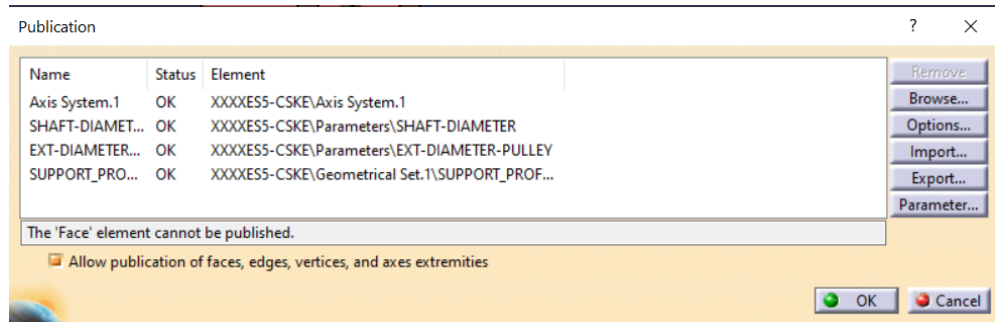 Publication ? ×
Name Status Element Remove
Axis System.1 OK XXXXES5-CSKE\Axis System.1 Browse...
SHAFT-DIAMET... OK XXXXES5-CSKE\Parameters\SHAFT-DIAMETER Options...
EXT-DIAMETER... OK XXXXES5-CSKE\Parameters\EXT-DIAMETER-PULLEY Import...
SUPPORT_PRO... OK XXXXES5-CSKE\Geometrical Set.1\SUPPORT_PROF... Export...
Parameter...
The 'Face' element cannot be published.
Allow publication of faces, edges, vertices, and axes extremities
OK Cancel